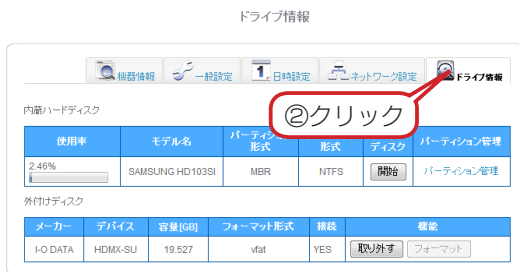 ドライブ情報
機器情報 一般設定 1 日時設定 ネットワーク設定 ドライブ情報
②クリック
内蔵ハードディスク
使用率 モデル名 形式 形式 ディスク パーティション管理
2.46% SAMSUNG HD103SI MBR NTFS 開始 パーティション管理
外付けディスク
メーカー デバイス 容量[GB] フォーマット形式 接続 機能
I-O DATA HDMX-SU 19.527 vfat YES 取り外す フォーマット